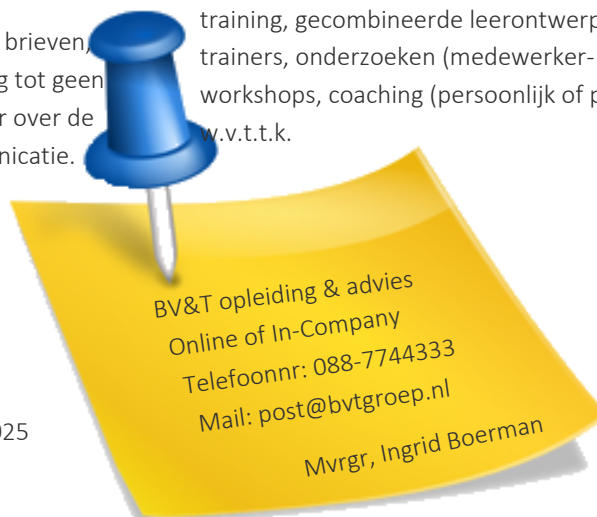 brieven,
g tot geen
r over de
nicatie.
training, gecombineerde leerontwerp
trainers, onderzoeken (medewerker-
workshops, coaching (persoonlijk of p
w.v.t.t.k.
BV&T opleiding & advies
Online of In-Company
Telefoonnr: 088-7744333
Mail: post@bvtgroep.nl
Mvrgr, Ingrid Boerman
025